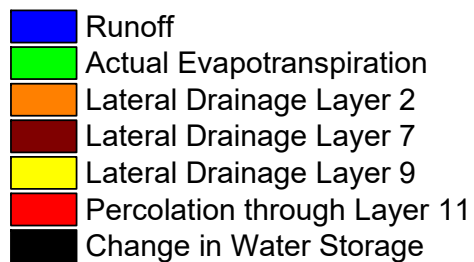 Runoff
Actual Evapotranspiration
Lateral Drainage Layer 2
Lateral Drainage Layer 7
Lateral Drainage Layer 9
Percolation through Layer 11
Change in Water Storage